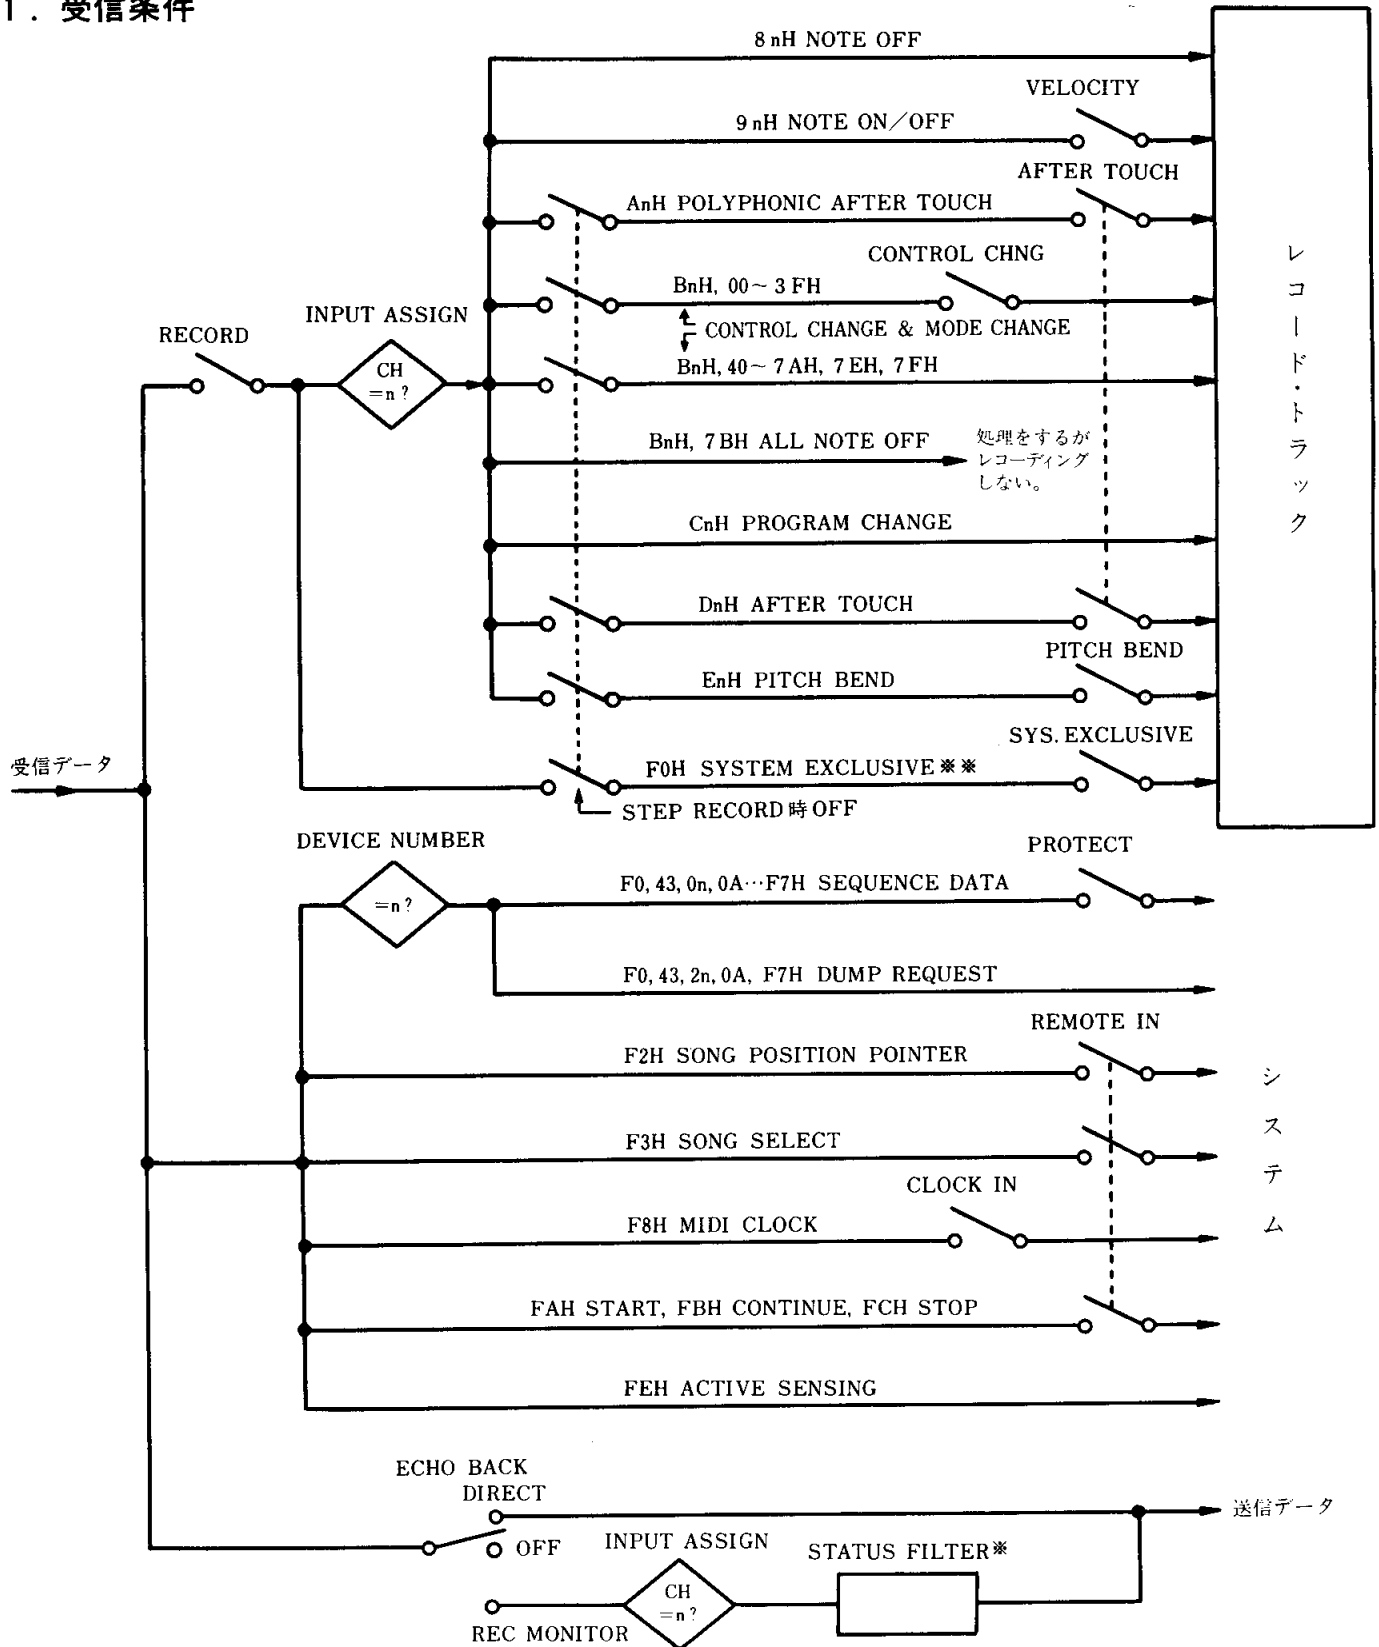 1．受信条件
8nH NOTE OFF
VELOCITY
9nH NOTE ON／OFF
AFTER TOUCH
AnH POLYPHONIC AFTER TOUCH
CONTROL CHNG
BnH, 00～3FH
INPUT ASSIGN
CONTROL CHANGE & MODE CHANGE
RECORD
CH
=n?
BnH, 40～7AH, 7EH, 7FH
BnH, 7BH ALL NOTE OFF
処理をするが
レコーディング
しない。
レコード・トラック
CnH PROGRAM CHANGE
DnH AFTER TOUCH
PITCH BEND
EnH PITCH BEND
SYS. EXCLUSIVE
受信データ
F0H SYSTEM EXCLUSIVE※※
STEP RECORD時OFF
DEVICE NUMBER
PROTECT
=n?
F0, 43, 0n, 0A…F7H SEQUENCE DATA
F0, 43, 2n, 0A, F7H DUMP REQUEST
REMOTE IN
F2H SONG POSITION POINTER
システム
F3H SONG SELECT
CLOCK IN
F8H MIDI CLOCK
FAH START, FBH CONTINUE, FCH STOP
FEH ACTIVE SENSING
ECHO BACK
DIRECT
送信データ
OFF
INPUT ASSIGN
STATUS FILTER※
CH
=n?
REC MONITOR